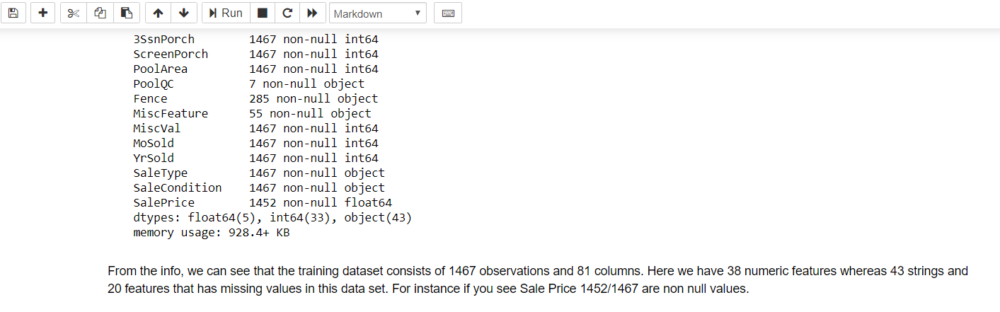 Run Markdown
3SsnPorch 1467 non-null int64
ScreenPorch 1467 non-null int64
PoolArea 1467 non-null int64
PoolQC 7 non-null object
Fence 285 non-null object
MiscFeature 55 non-null object
MiscVal 1467 non-null int64
MoSold 1467 non-null int64
YrSold 1467 non-null int64
SaleType 1467 non-null object
SaleCondition 1467 non-null object
SalePrice 1452 non-null float64
dtypes: float64(5), int64(33), object(43)
memory usage: 928.4+ KB
From the info, we can see that the training dataset consists of 1467 observations and 81 columns. Here we have 38 numeric features whereas 43 strings and
20 features that has missing values in this data set. For instance if you see Sale Price 1452/1467 are non null values.